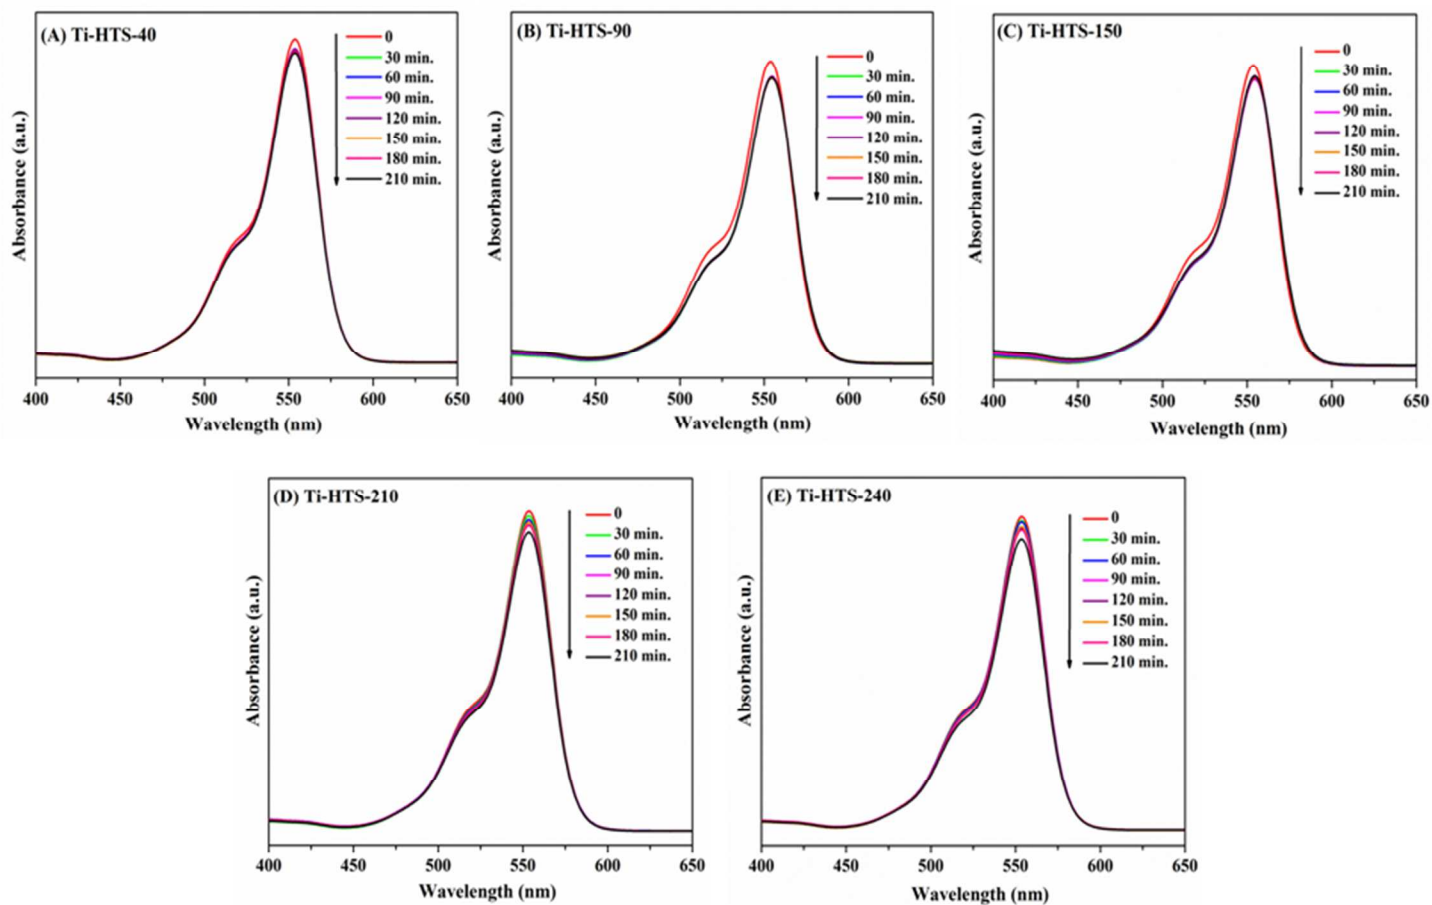 (A) Ti-HTS-40
0
30 min.
60 min.
90 min.
120 min.
150 min.
180 min.
210 min.
Absorbance (a.u.)
400 450 500 550 600 650
Wavelength (nm)
(B) Ti-HTS-90
0
30 min.
60 min.
90 min.
120 min.
150 min.
180 min.
210 min.
Absorbance (a.u.)
400 450 500 550 600 650
Wavelength (nm)
(C) Ti-HTS-150
0
30 min.
60 min.
90 min.
120 min.
150 min.
180 min.
210 min.
Absorbance (a.u.)
400 450 500 550 600 650
Wavelength (nm)
(D) Ti-HTS-210
0
30 min.
60 min.
90 min.
120 min.
150 min.
180 min.
210 min.
Absorbance (a.u.)
400 450 500 550 600 650
Wavelength (nm)
(E) Ti-HTS-240
0
30 min.
60 min.
90 min.
120 min.
150 min.
180 min.
210 min.
Absorbance (a.u.)
400 450 500 550 600 650
Wavelength (nm)